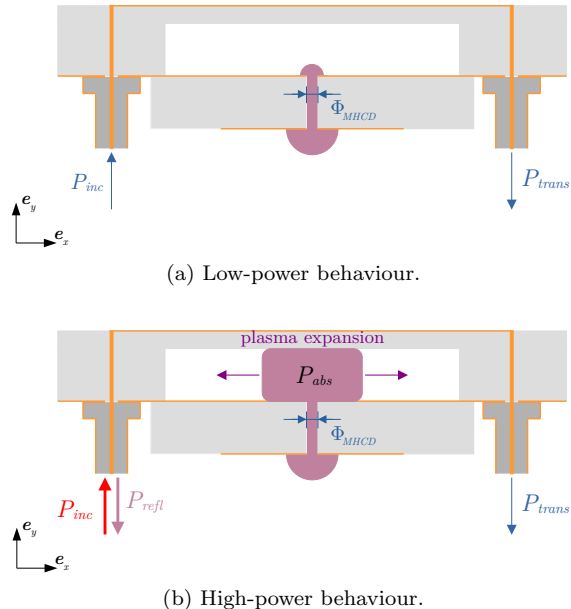 Φ_MHCD
P_inc
P_trans
e_y
e_x
(a) Low-power behaviour.
plasma expansion
P_abs
Φ_MHCD
P_inc
P_refl
P_trans
e_y
e_x
(b) High-power behaviour.